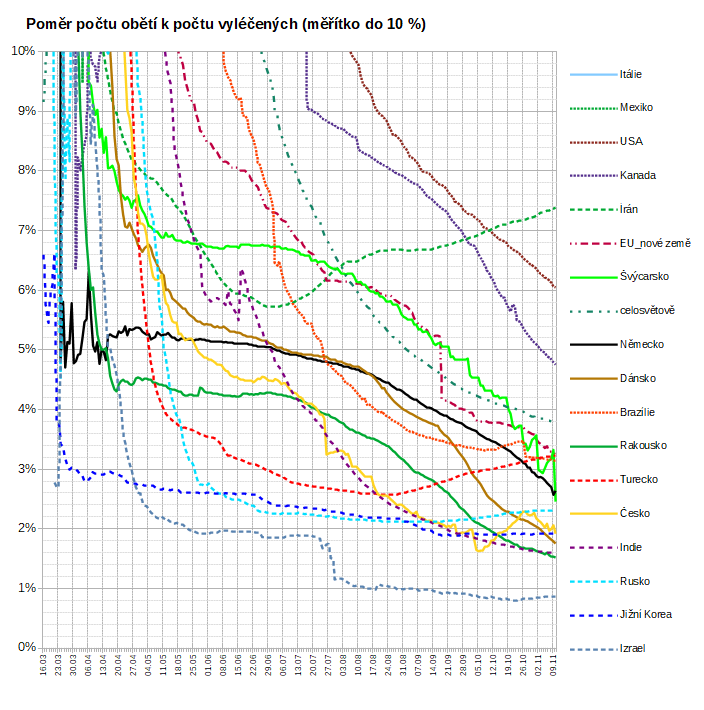 Poměr počtu obětí k počtu vyléčených (měřítko do 10 %)
10%
9%
8%
7%
6%
5%
4%
3%
2%
1%
0%
16.03
23.03
30.03
06.04
13.04
20.04
27.04
04.05
11.05
18.05
25.05
01.06
08.06
15.06
22.06
29.06
06.07
13.07
20.07
27.07
03.08
10.08
17.08
24.08
31.08
07.09
14.09
21.09
28.09
05.10
12.10
19.10
26.10
02.11
09.11
Itálie
Mexiko
USA
Kanada
Írán
EU_nové země
Švýcarsko
celosvětově
Německo
Dánsko
Brazílie
Rakousko
Turecko
Česko
Indie
Rusko
Jižní Korea
Izrael